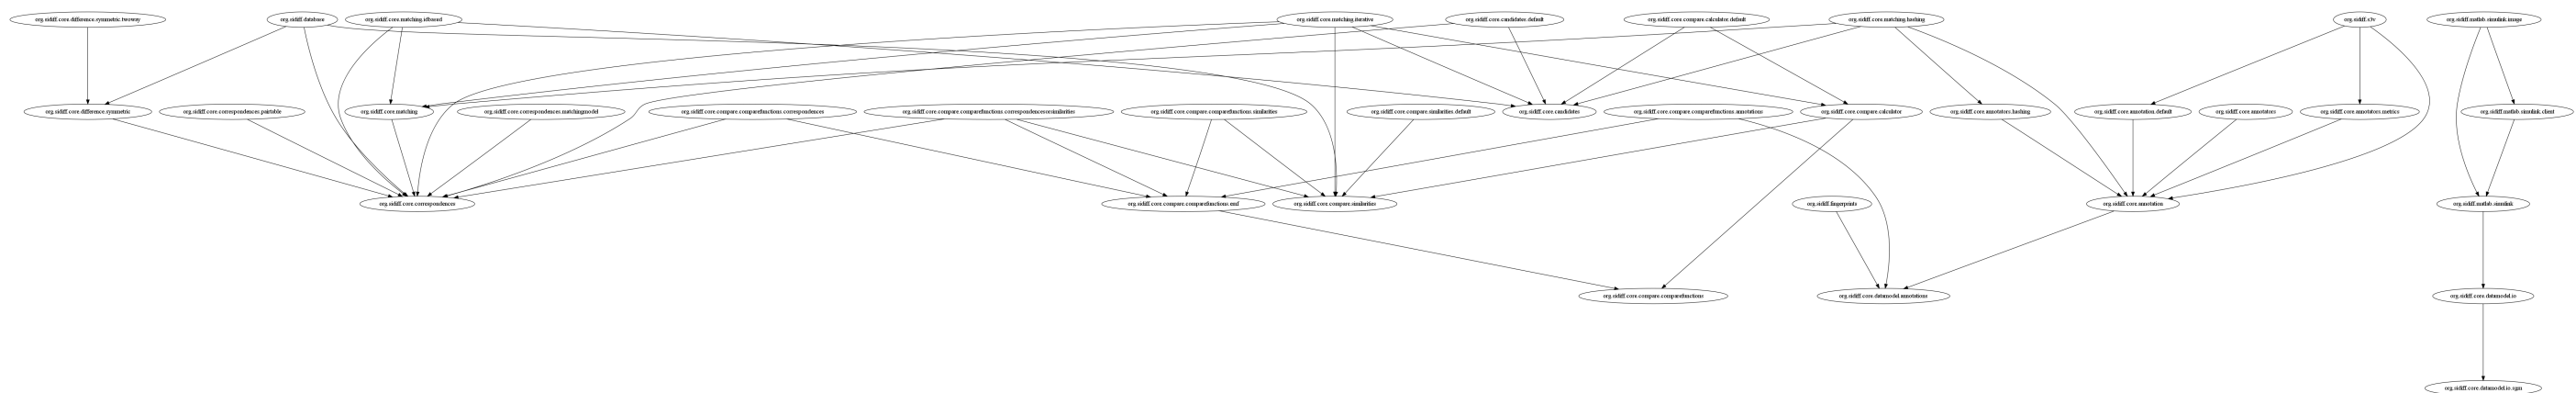 org.sidiff.core.difference.symmetric.twoway
org.sidiff.database
org.sidiff.core.matching.idbased
org.sidiff.core.matching.iterative
org.sidiff.core.candidates.default
org.sidiff.core.compare.calculator.default
org.sidiff.core.matching.hashing
org.sidiff.s3v
org.sidiff.matlab.simulink.image
org.sidiff.core.difference.symmetric
org.sidiff.core.correspondences.pairtable
org.sidiff.core.matching
org.sidiff.core.correspondences.matchingmodel
org.sidiff.core.compare.comparefunctions.correspondences
org.sidiff.core.compare.comparefunctions.correspondencesorsimilarities
org.sidiff.core.compare.comparefunctions.similarities
org.sidiff.core.compare.similarities.default
org.sidiff.core.candidates
org.sidiff.core.compare.comparefunctions.annotations
org.sidiff.core.compare.calculator
org.sidiff.core.annotators.hashing
org.sidiff.core.annotation.default
org.sidiff.core.annotators
org.sidiff.core.annotators.metrics
org.sidiff.matlab.simulink.client
org.sidiff.core.correspondences
org.sidiff.core.compare.comparefunctions.emf
org.sidiff.core.compare.similarities
org.sidiff.fingerprints
org.sidiff.core.annotation
org.sidiff.matlab.simulink
org.sidiff.core.compare.comparefunctions
org.sidiff.core.datamodel.annotations
org.sidiff.core.datamodel.io